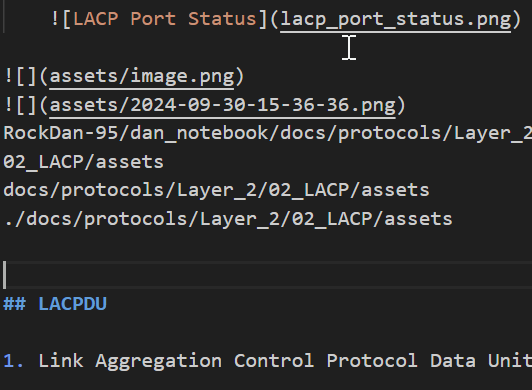 ![LACP Port Status](lacp_port_status.png)
![](assets/image.png)
![](assets/2024-09-30-15-36-36.png)
RockDan-95/dan_notebook/docs/protocols/Layer_2
02_LACP/assets
docs/protocols/Layer_2/02_LACP/assets
./docs/protocols/Layer_2/02_LACP/assets
## LACPDU
1. Link Aggregation Control Protocol Data Unit